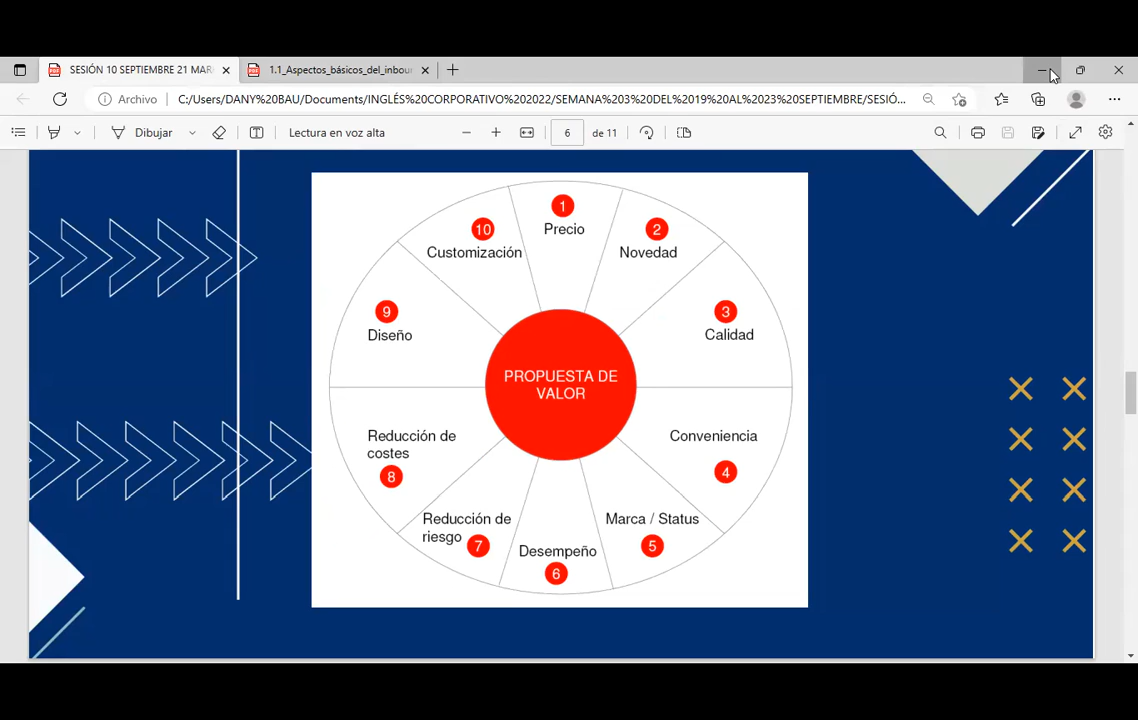 SESIÓN 10 SEPTIEMBRE 21 MAR
1.1_Aspectos_básicos_del_inbour
Archivo
C:/Users/DANY%20BAU/Documents/INGLÉS%20CORPORATIVO%202022/SEMANA%203%20DEL%2019%20AL%2023%20SEPTIEMBRE/SESIÓ...
Dibujar
Lectura en voz alta
6
de 11
1
Precio
2
Novedad
3
Calidad
4
Conveniencia
5
Marca / Status
6
Desempeño
7
Reducción de
riesgo
8
Reducción de
costes
9
Diseño
10
Customización
PROPUESTA DE
VALOR